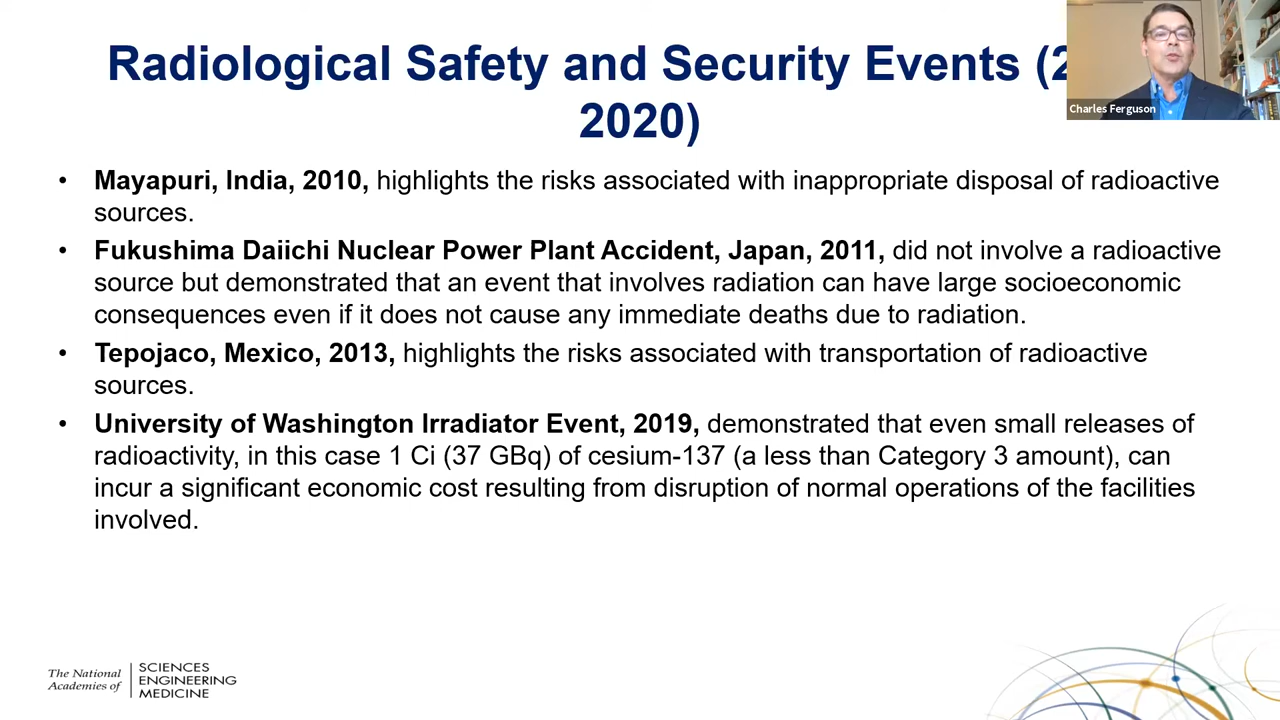 Radiological Safety and Security Events (2
2020)
Charles Ferguson
• Mayapuri, India, 2010, highlights the risks associated with inappropriate disposal of radioactive
sources.
• Fukushima Daiichi Nuclear Power Plant Accident, Japan, 2011, did not involve a radioactive
source but demonstrated that an event that involves radiation can have large socioeconomic
consequences even if it does not cause any immediate deaths due to radiation.
• Tepojaco, Mexico, 2013, highlights the risks associated with transportation of radioactive
sources.
• University of Washington Irradiator Event, 2019, demonstrated that even small releases of
radioactivity, in this case 1 Ci (37 GBq) of cesium-137 (a less than Category 3 amount), can
incur a significant economic cost resulting from disruption of normal operations of the facilities
involved.
The National
Academies of
SCIENCES
ENGINEERING
MEDICINE